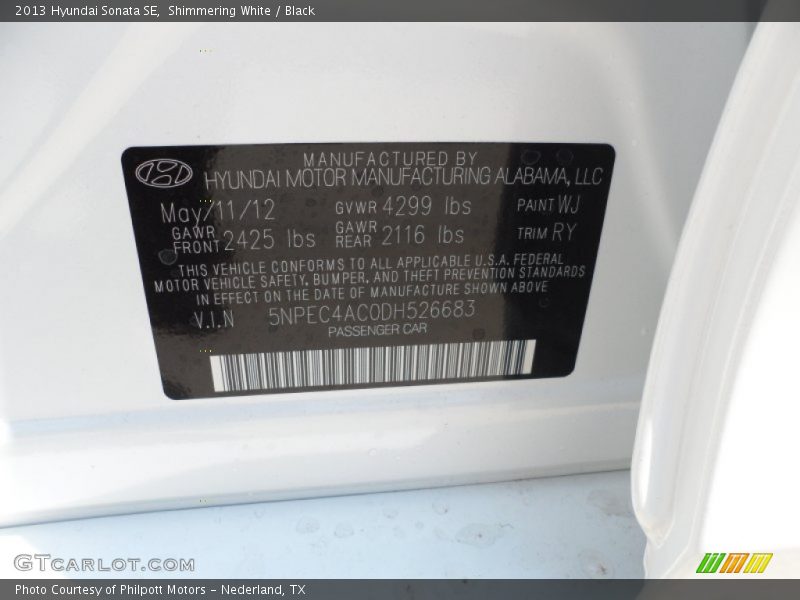 2013 Hyundai Sonata SE, Shimmering White / Black
MANUFACTURED BY
HYUNDAI MOTOR MANUFACTURING ALABAMA, LLC
May/11/12 GVWR 4299 lbs PAINT WJ
GAWR FRONT 2425 lbs GAWR REAR 2116 lbs TRIM RY
THIS VEHICLE CONFORMS TO ALL APPLICABLE U.S.A. FEDERAL
MOTOR VEHICLE SAFETY, BUMPER, AND THEFT PREVENTION STANDARDS
IN EFFECT ON THE DATE OF MANUFACTURE SHOWN ABOVE
V.I.N 5NPEC4AC0DH526683
PASSENGER CAR
GTCARLOT.COM
Photo Courtesy of Philpott Motors - Nederland, TX